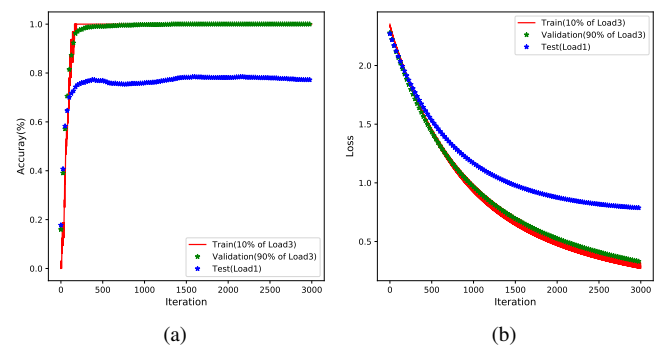 1.0
0.8
0.6
0.4
0.2
0.0
Accuray(%)
Train(10% of Load3)
Validation(90% of Load3)
Test(Load1)
0 500 1000 1500 2000 2500 3000
Iteration
(a)
2.0
1.5
1.0
0.5
Loss
Train(10% of Load3)
Validation(90% of Load3)
Test(Load1)
0 500 1000 1500 2000 2500 3000
Iteration
(b)